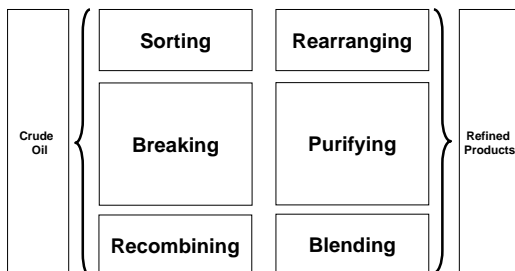 Crude
Oil
Sorting
Breaking
Recombining
Rearranging
Purifying
Blending
Refined
Products